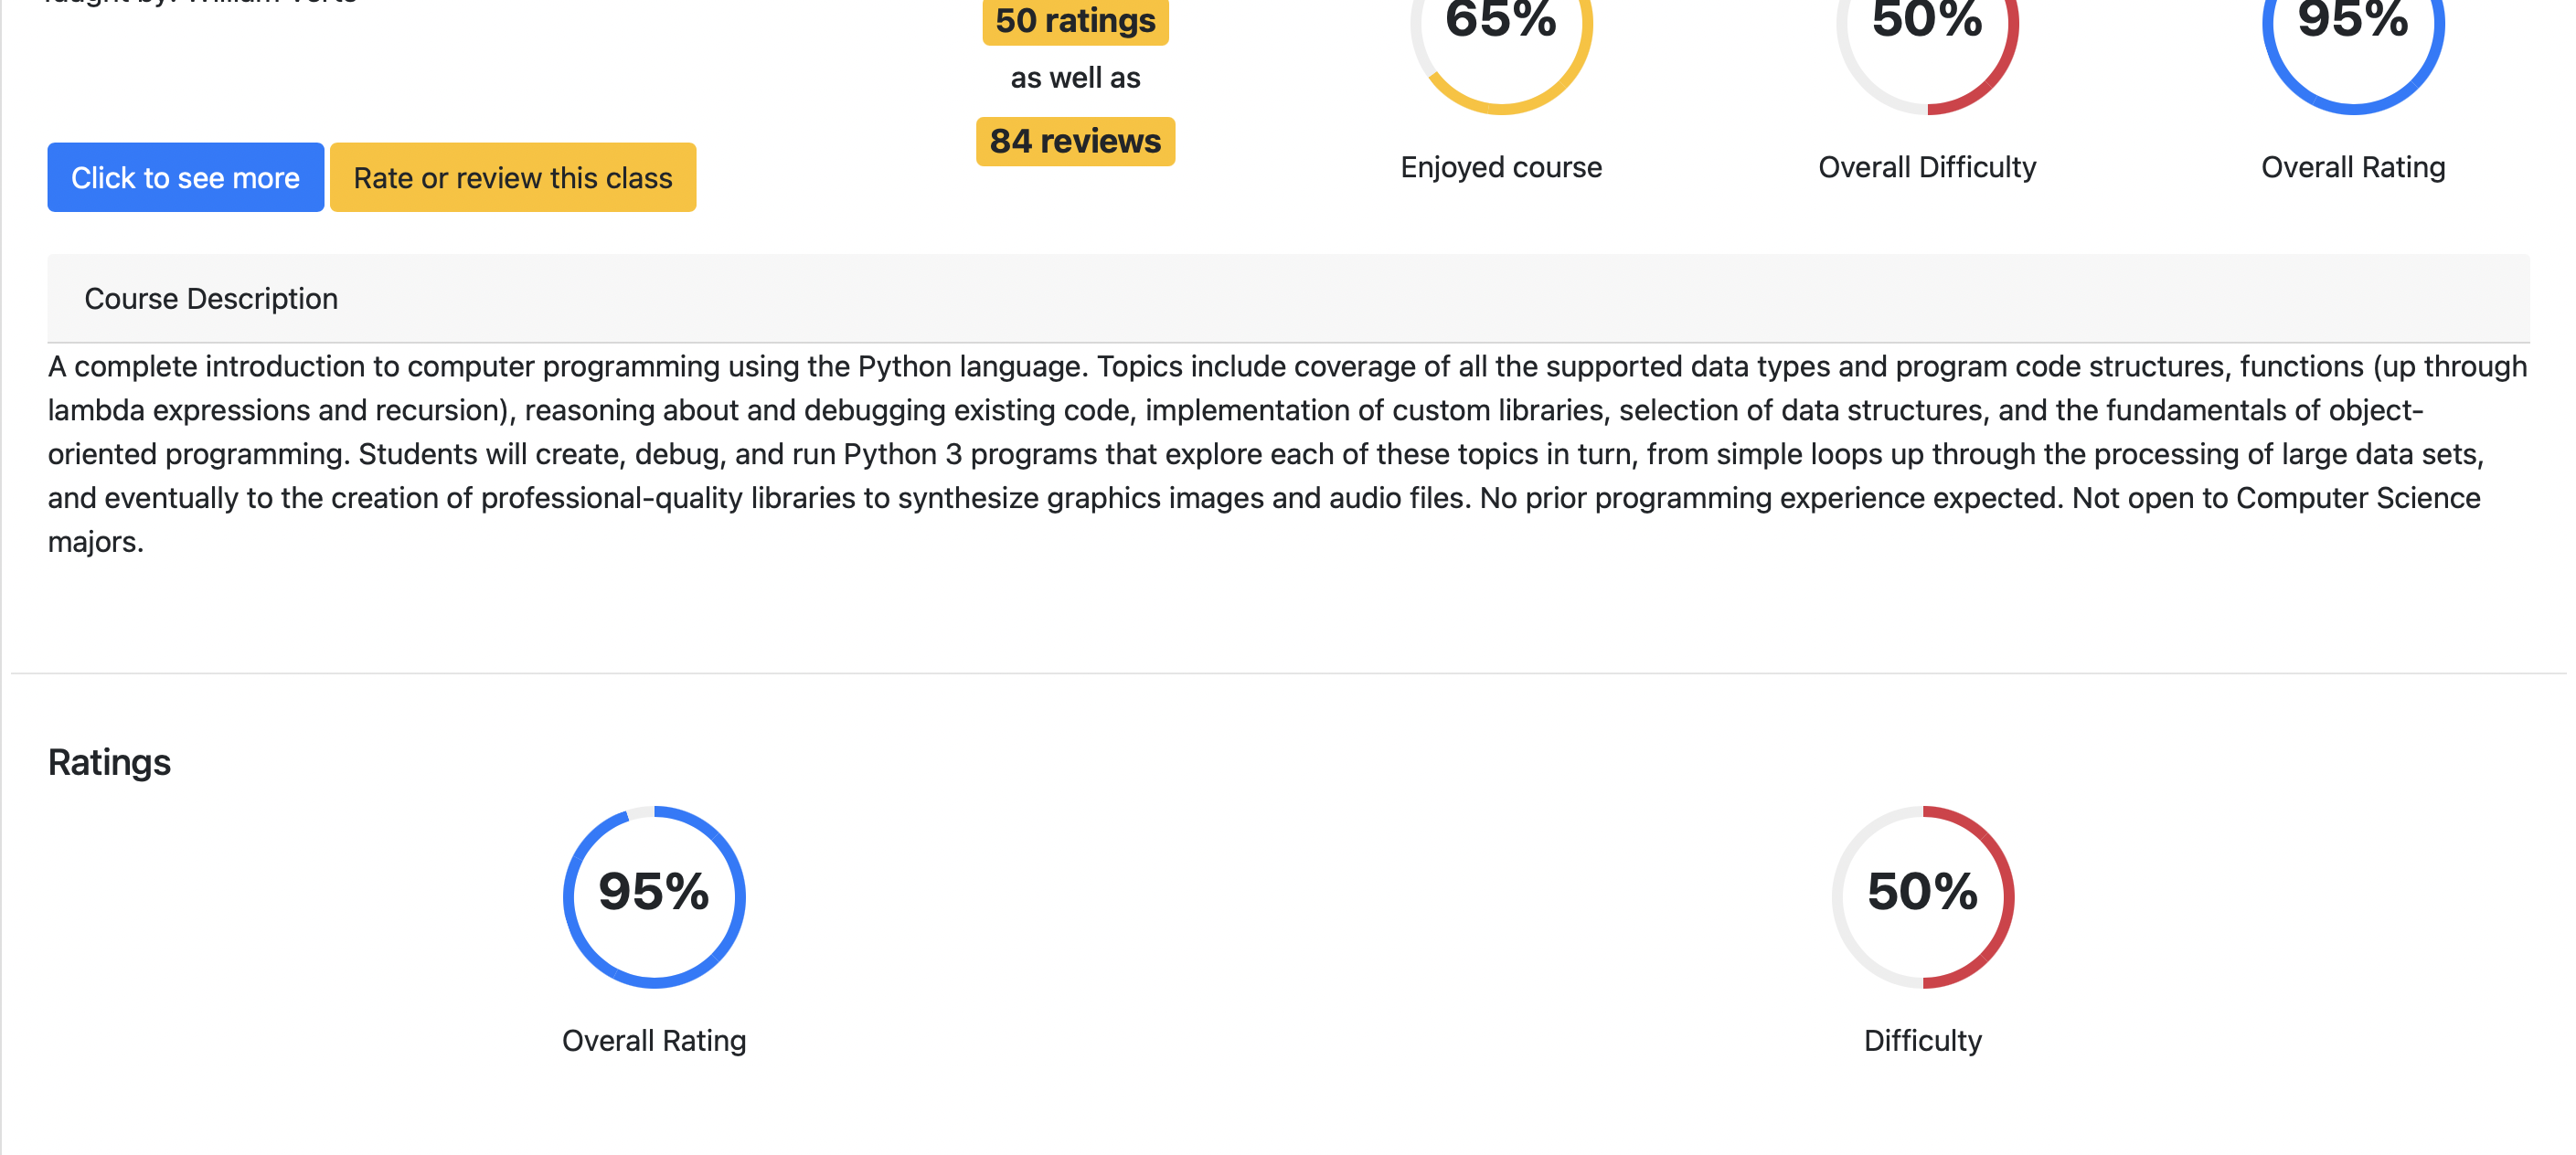 Taught by: William Verts
50 ratings
as well as
84 reviews
65%
Enjoyed course
50%
Overall Difficulty
95%
Overall Rating
Click to see more
Rate or review this class
Course Description
A complete introduction to computer programming using the Python language. Topics include coverage of all the supported data types and program code structures, functions (up through
lambda expressions and recursion), reasoning about and debugging existing code, implementation of custom libraries, selection of data structures, and the fundamentals of object-
oriented programming. Students will create, debug, and run Python 3 programs that explore each of these topics in turn, from simple loops up through the processing of large data sets,
and eventually to the creation of professional-quality libraries to synthesize graphics images and audio files. No prior programming experience expected. Not open to Computer Science
majors.
Ratings
95%
Overall Rating
50%
Difficulty